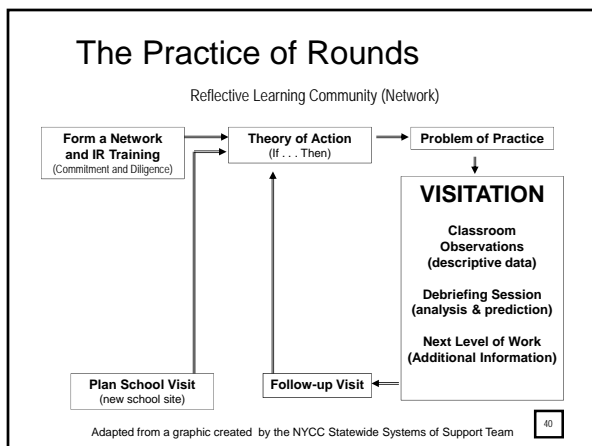 The Practice of Rounds
Reflective Learning Community (Network)
Form a Network
and IR Training
(Commitment and Diligence)
Theory of Action
(If . . . Then)
Problem of Practice
VISITATION
Classroom
Observations
(descriptive data)
Debriefing Session
(analysis & prediction)
Next Level of Work
(Additional Information)
Plan School Visit
(new school site)
Follow-up Visit
Adapted from a graphic created by the NYCC Statewide Systems of Support Team
40